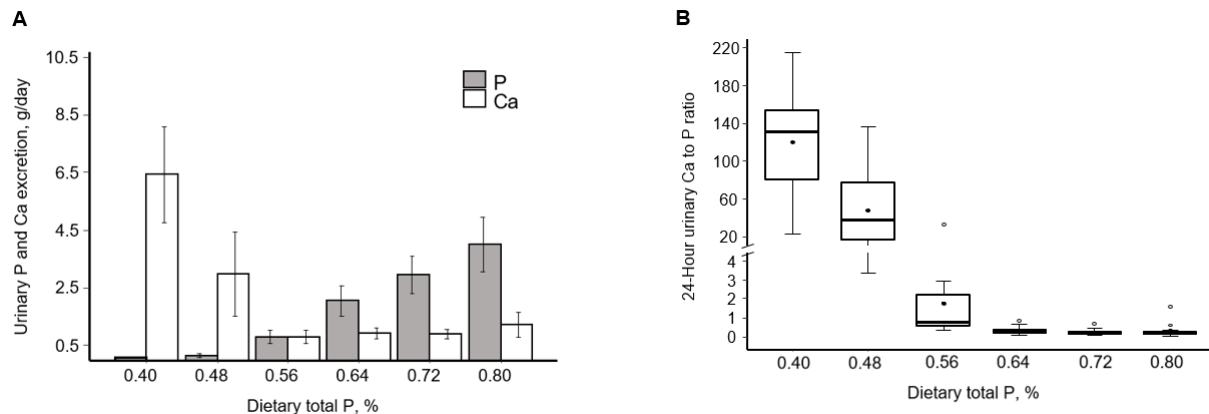 A
Urinary P and Ca excretion, g/day
10.5
8.5
6.5
4.5
2.5
0.5
P
Ca
0.40 0.48 0.56 0.64 0.72 0.80
Dietary total P, %
B
24-Hour urinary Ca to P ratio
220
180
140
100
60
20
4
3
2
1
0
0.40 0.48 0.56 0.64 0.72 0.80
Dietary total P, %